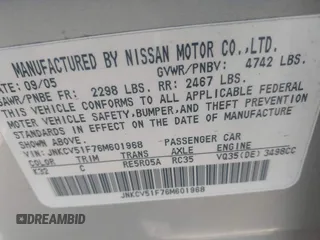 MANUFACTURED BY NISSAN MOTOR CO.,LTD.
DATE: 09/05 GVWR/PNBV: 4742 LBS.
GAWR/PNBE FR: 2298 LBS. RR: 2467 LBS.
THIS VEHICLE CONFORMS TO ALL APPLICABLE FEDERAL
MOTOR VEHICLE SAFETY, BUMPER, AND THEFT
PREVENTION STANDARDS IN EFFECT ON THE DATE OF
MANUFACTURE SHOWN ABOVE.
VIN: JNKCV51F76M601968 PASSENGER CAR
COLOR TRIM TRANS AXLE ENGINE
K32 C RE5R05A RC35 VQ35(DE) 3498CC
JNKCV51F76M601968
DREAMBID